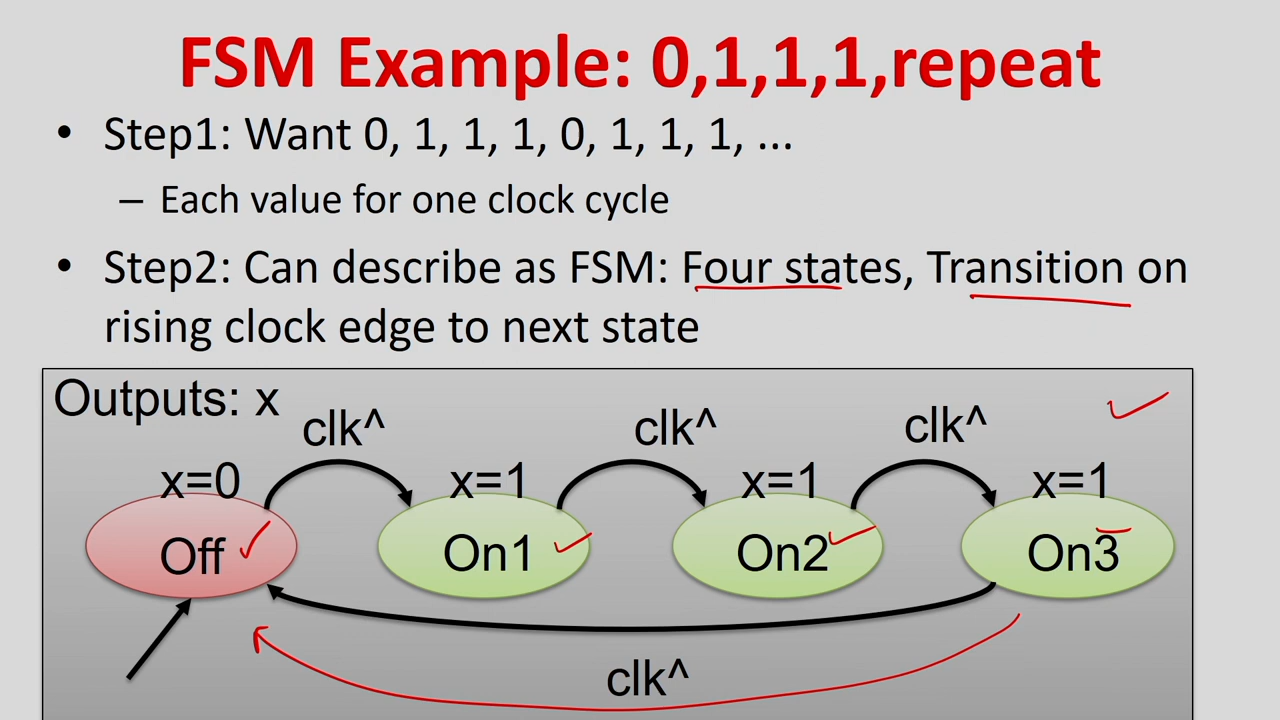 FSM Example: 0,1,1,1,repeat
• Step1: Want 0, 1, 1, 1, 0, 1, 1, 1, ...
– Each value for one clock cycle
• Step2: Can describe as FSM: Four states, Transition on
rising clock edge to next state
Outputs: x
clk^ clk^ clk^
x=0 x=1 x=1 x=1
Off On1 On2 On3
clk^